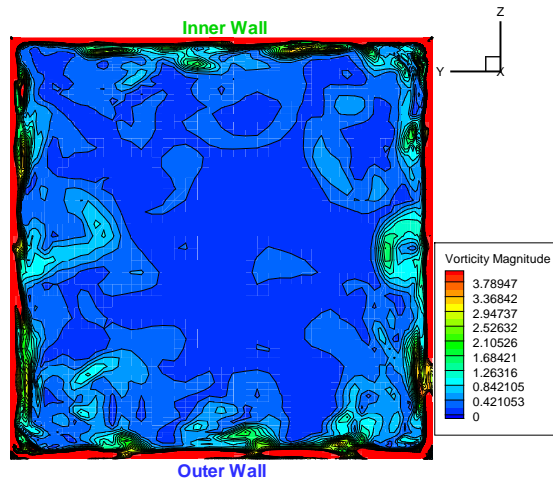 Inner Wall
Z
Y
X
Vorticity Magnitude
3.78947
3.36842
2.94737
2.52632
2.10526
1.68421
1.26316
0.842105
0.421053
0
Outer Wall